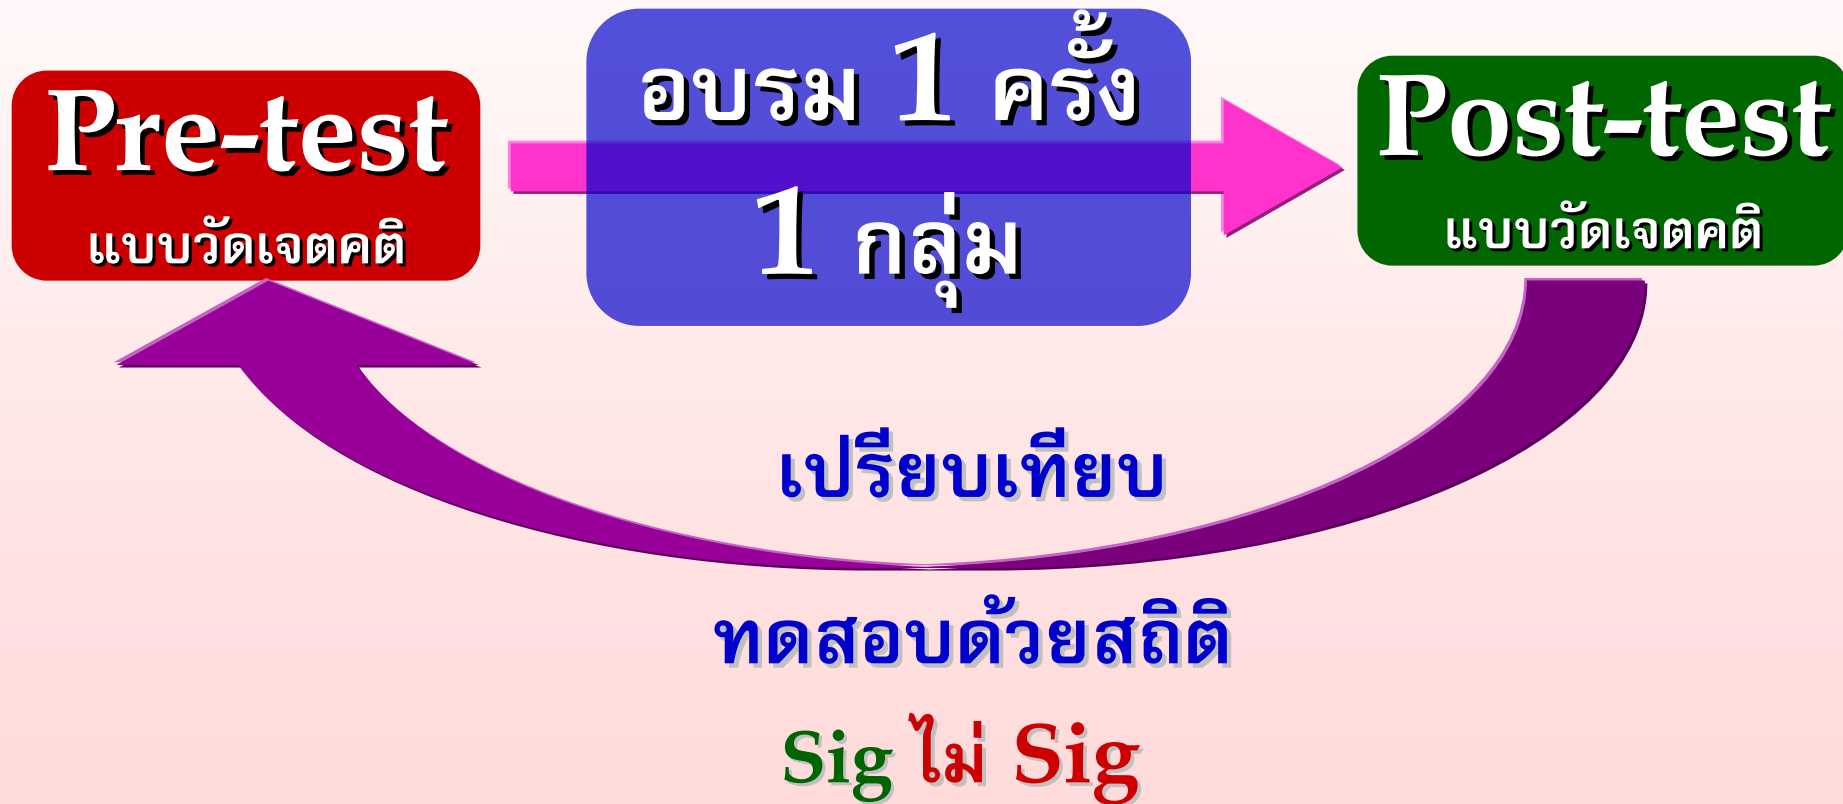 Pre-test
แบบวัดเจตคติ
อบรม 1 ครั้ง
1 กลุ่ม
Post-test
แบบวัดเจตคติ
เปรียบเทียบ
ทดสอบด้วยสถิติ
Sig ไม่ Sig